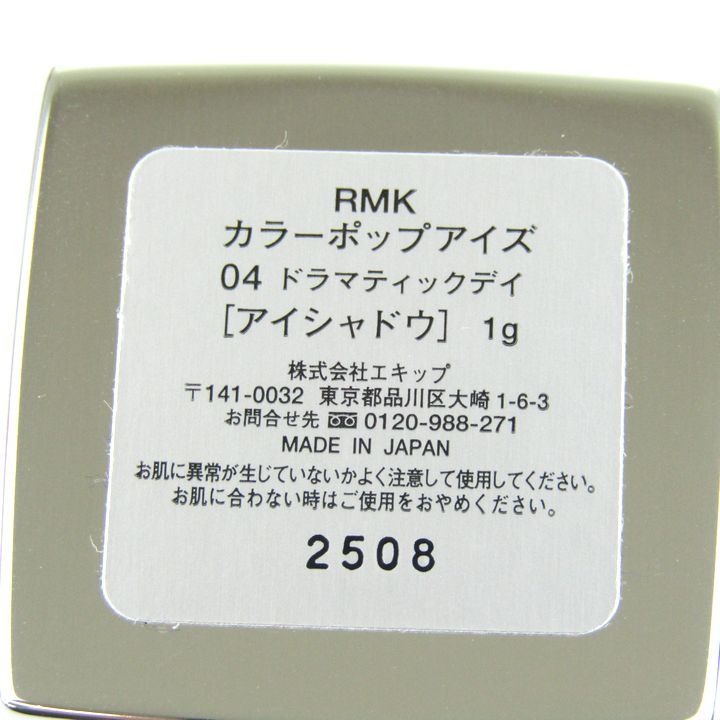 RMK
カラーポップアイズ
04 ドラマティックデイ
[アイシャドウ] 1g
株式会社エキップ
〒141-0032 東京都品川区大崎1-6-3
お問合せ先 0120-988-271
MADE IN JAPAN
お肌に異常が生じていないかよく注意して使用してください。
お肌に合わない時はご使用をおやめください。
2508